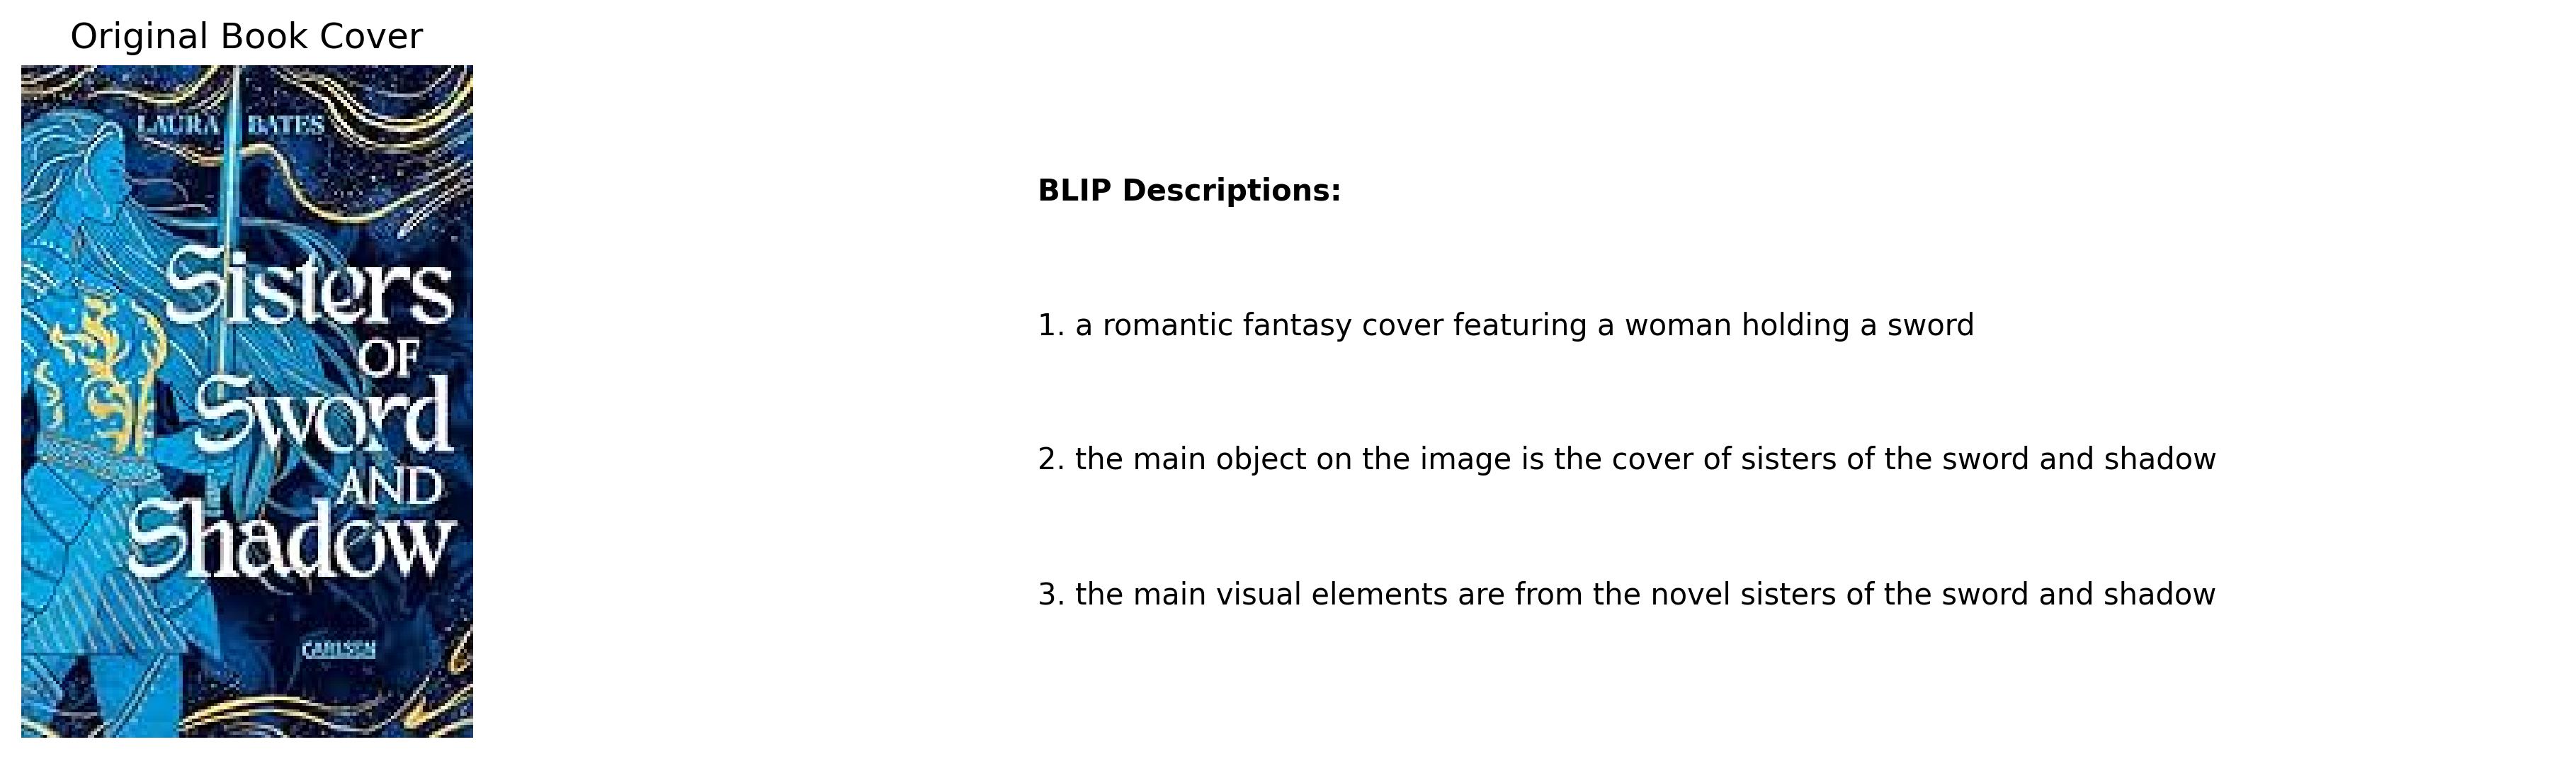 Original Book Cover
LAURA BATES
Sisters
OF
Sword
AND
Shadow
CARLSEN
BLIP Descriptions:
1. a romantic fantasy cover featuring a woman holding a sword
2. the main object on the image is the cover of sisters of the sword and shadow
3. the main visual elements are from the novel sisters of the sword and shadow